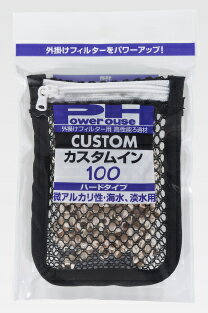 外掛けフィルターをパワーアップ！
PH
Powerouse
外掛けフィルター用 高性能ろ過材
CUSTOM
カスタムイン
100
ハードタイプ
微アルカリ性・海水、淡水用